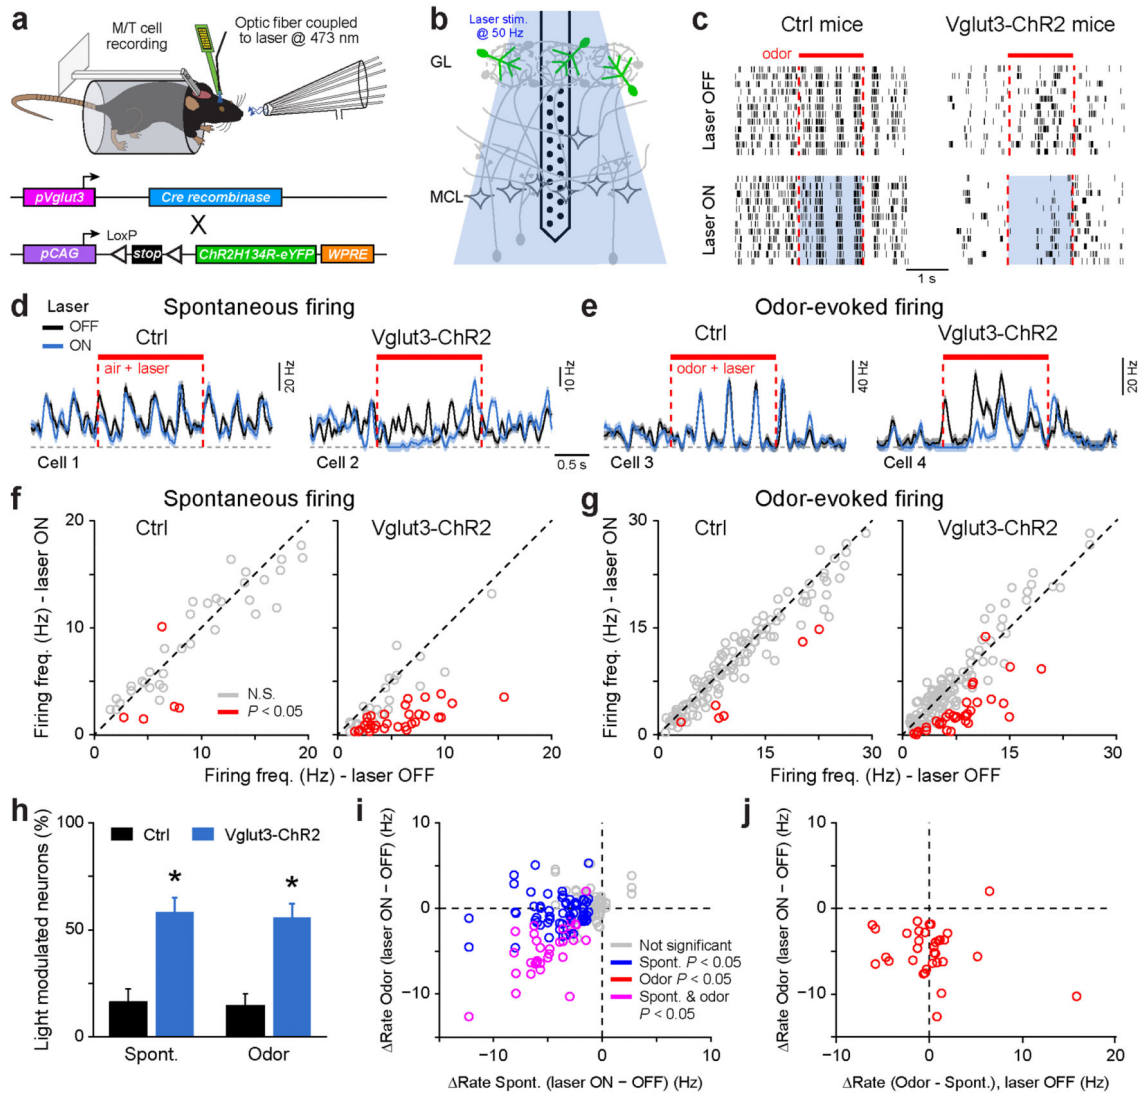 a
M/T cell
recording
Optic fiber coupled
to laser @ 473 nm
pVglut3
Cre recombinase
X
LoxP
pCAG
stop
ChR2H134R-eYFP
WPRE
b
Laser stim.
@ 50 Hz
GL
MCL
c
Ctrl mice
Vglut3-ChR2 mice
odor
Laser OFF
Laser ON
1 s
d
Spontaneous firing
Laser
OFF
ON
Ctrl
Vglut3-ChR2
air + laser
20 Hz
10 Hz
Cell 1
Cell 2
0.5 s
e
Odor-evoked firing
Ctrl
Vglut3-ChR2
odor + laser
40 Hz
20 Hz
Cell 3
Cell 4
f
Spontaneous firing
Ctrl
Vglut3-ChR2
Firing freq. (Hz) - laser ON
20
10
0
N.S.
P < 0.05
0 10 20
0 5 10 15 20
Firing freq. (Hz) - laser OFF
g
Odor-evoked firing
Ctrl
Vglut3-ChR2
Firing freq. (Hz) - laser ON
30
15
0
0 15 30
0 15 30
Firing freq. (Hz) - laser OFF
h
Light modulated neurons (%)
100
50
0
Ctrl
Vglut3-ChR2
* *
Spont. Odor
i
ΔRate Odor (laser ON − OFF) (Hz)
10
0
−10
Not significant
Spont. P < 0.05
Odor P < 0.05
Spont. & odor
P < 0.05
−10 0 10
ΔRate Spont. (laser ON − OFF) (Hz)
j
ΔRate Odor (laser ON − OFF) (Hz)
10
0
−10
−10 0 10 20
ΔRate (Odor - Spont.), laser OFF (Hz)